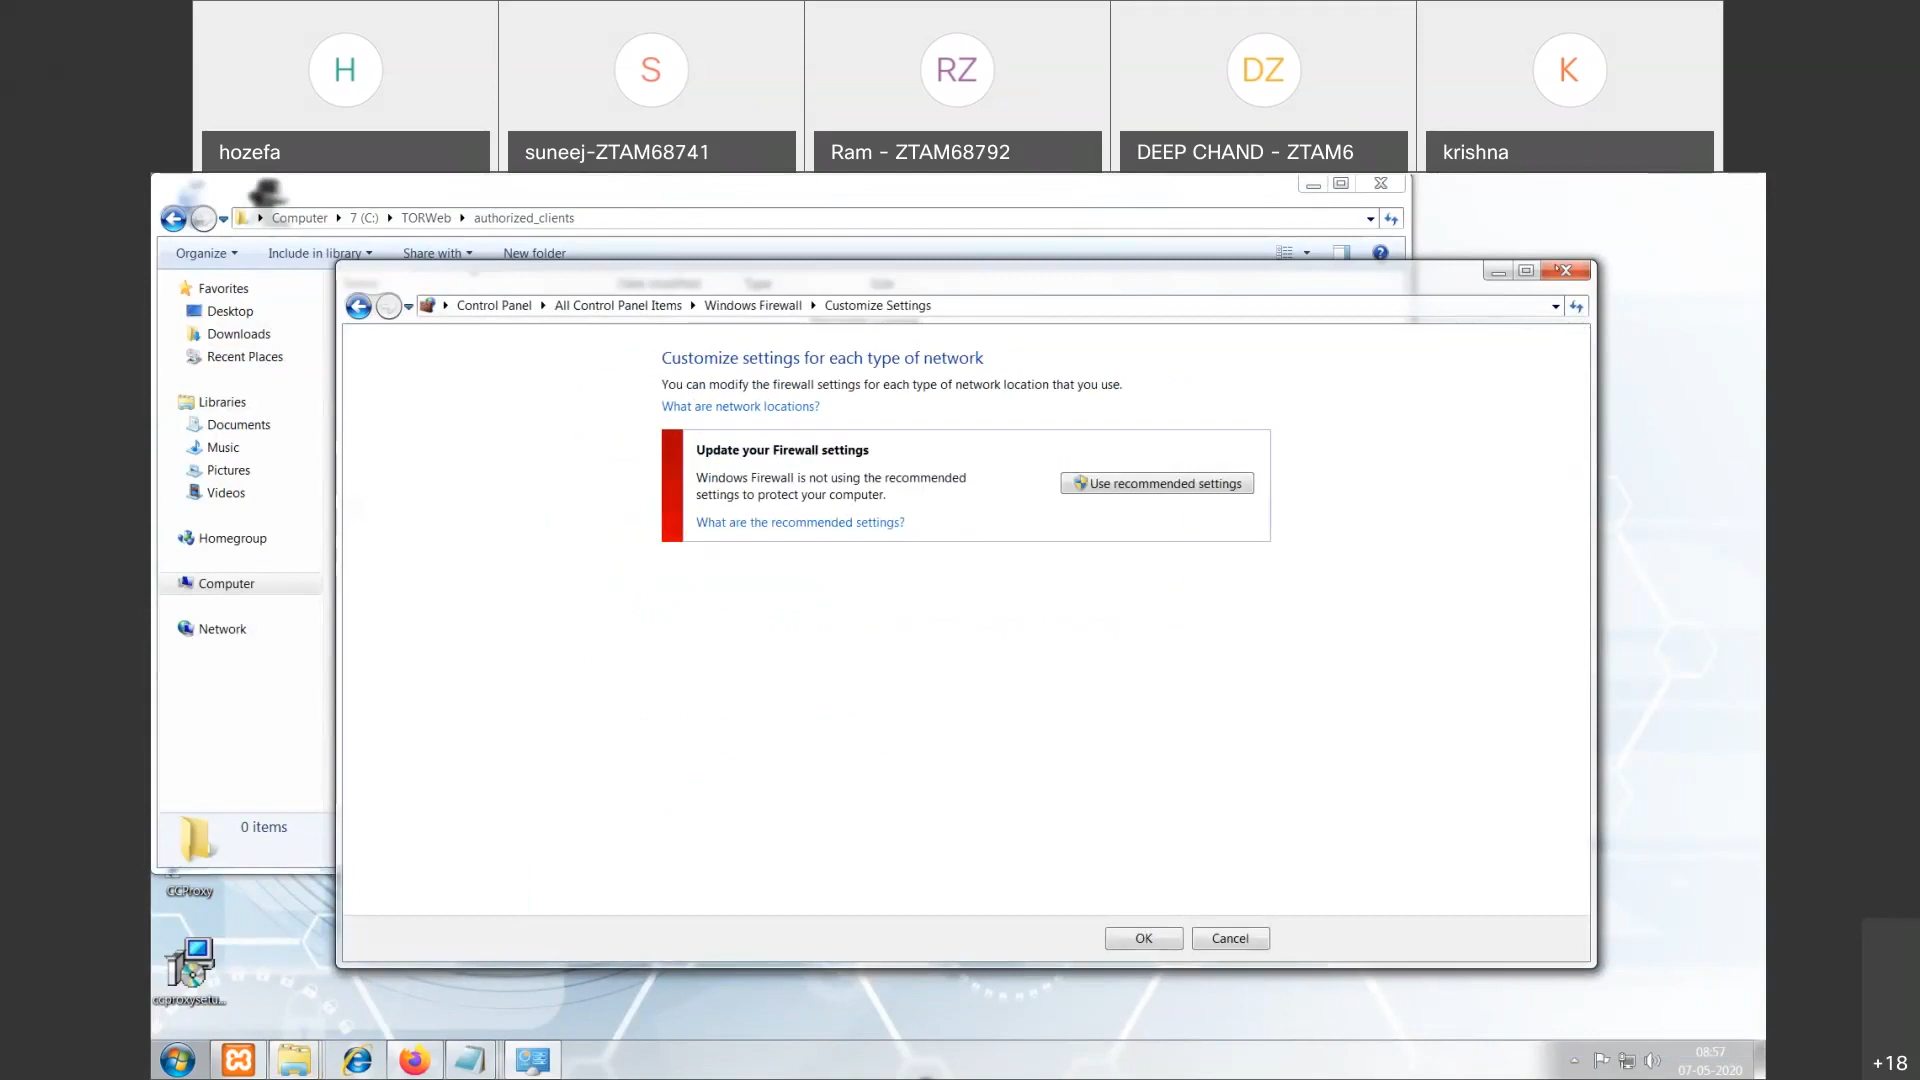 H
S
RZ
DZ
K
hozefa
suneej-ZTAM68741
Ram - ZTAM68792
DEEP CHAND - ZTAM6
krishna
Computer
7 (C:)
TORWeb
authorized_clients
Organize
Include in library
Share with
New folder
Favorites
Desktop
Downloads
Recent Places
Libraries
Documents
Music
Pictures
Videos
Homegroup
Computer
Network
0 items
Control Panel
All Control Panel Items
Windows Firewall
Customize Settings
Customize settings for each type of network
You can modify the firewall settings for each type of network location that you use.
What are network locations?
Update your Firewall settings
Windows Firewall is not using the recommended
settings to protect your computer.
Use recommended settings
What are the recommended settings?
OK
Cancel
CCProxy
ccproxysetu...
08:57
07-05-2020
+18